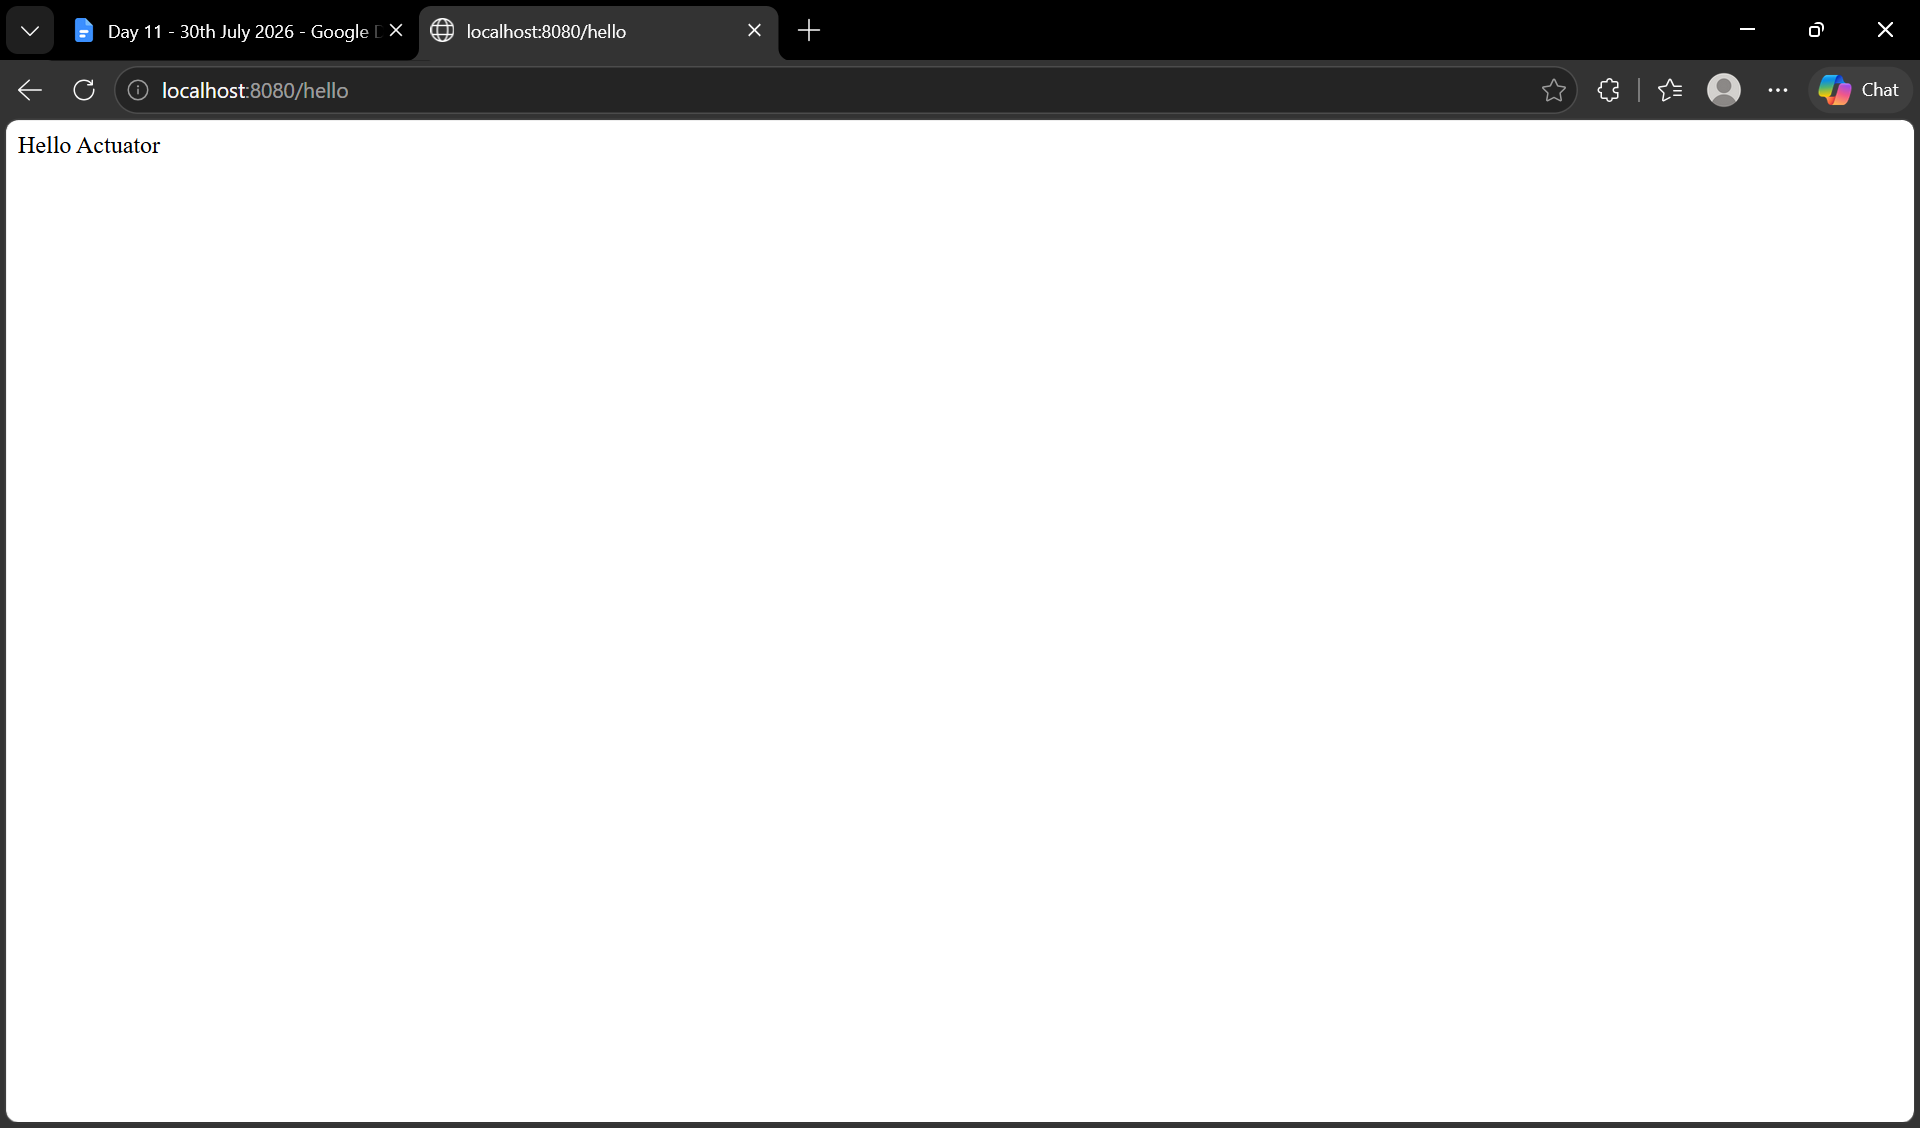 Day 11 - 30th July 2026 - Google
localhost:8080/hello
localhost:8080/hello
Chat
Hello Actuator